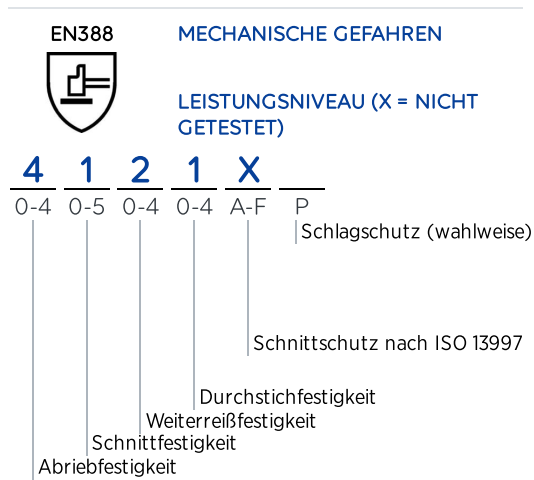 EN388
MECHANISCHE GEFAHREN
LEISTUNGSNIVEAU (X = NICHT
GETESTET)
4 1 2 1 X
0-4 0-5 0-4 0-4 A-F P
Schlagschutz (wahlweise)
Schnittschutz nach ISO 13997
Durchstichfestigkeit
Weiterreißfestigkeit
Schnittfestigkeit
Abriebfestigkeit